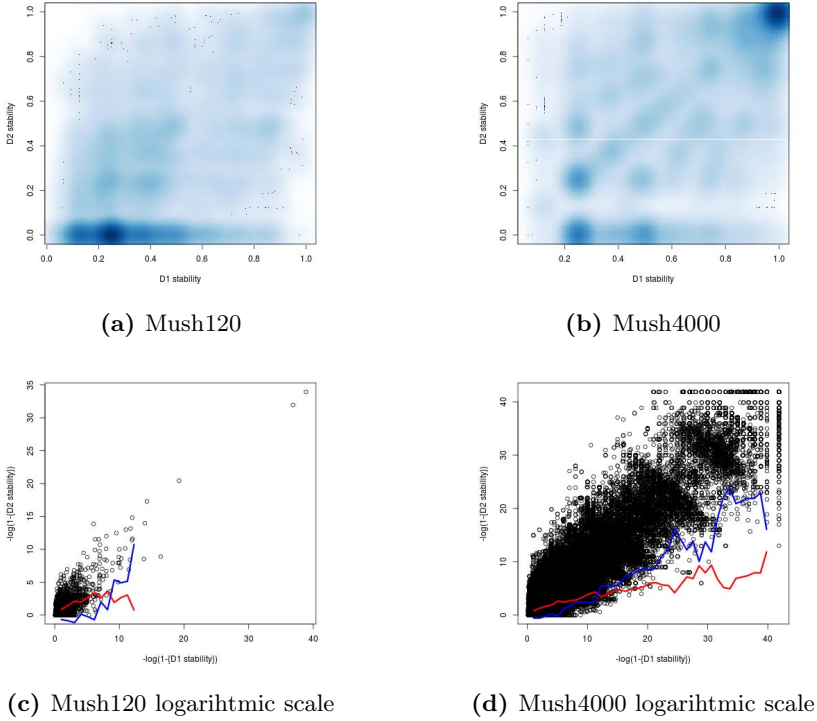 D2 stability
0.0 0.2 0.4 0.6 0.8 1.0
0.0 0.2 0.4 0.6 0.8 1.0
D1 stability
(a) Mush120
D2 stability
0.0 0.2 0.4 0.6 0.8 1.0
0.2 0.4 0.6 0.8 1.0
D1 stability
(b) Mush4000
-log(1-{D2 stability})
0 5 10 15 20 25 30 35
0 10 20 30 40
-log(1-{D1 stability})
(c) Mush120 logarihtmic scale
-log(1-{D2 stability})
0 10 20 30 40
0 10 20 30 40
-log(1-{D1 stability})
(d) Mush4000 logarihtmic scale